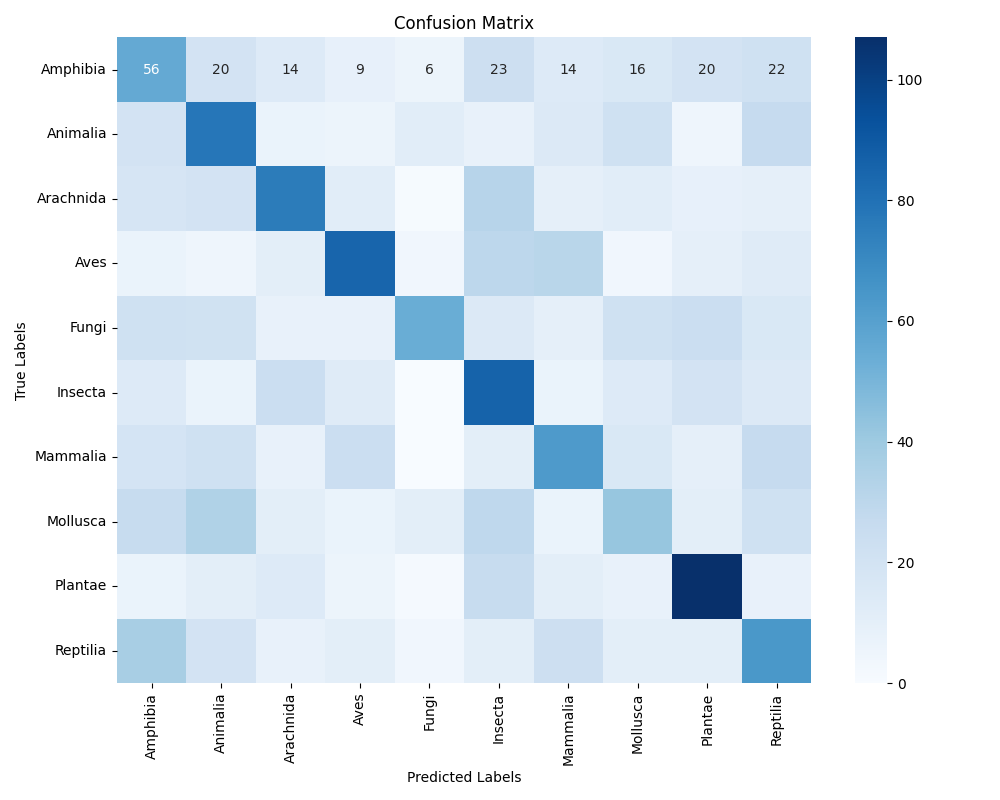 Confusion Matrix
True Labels
Amphibia 56 20 14 9 6 23 14 16 20 22
Animalia
Arachnida
Aves
Fungi
Insecta
Mammalia
Mollusca
Plantae
Reptilia
Amphibia Animalia Arachnida Aves Fungi Insecta Mammalia Mollusca Plantae Reptilia
Predicted Labels
100
80
60
40
20
0